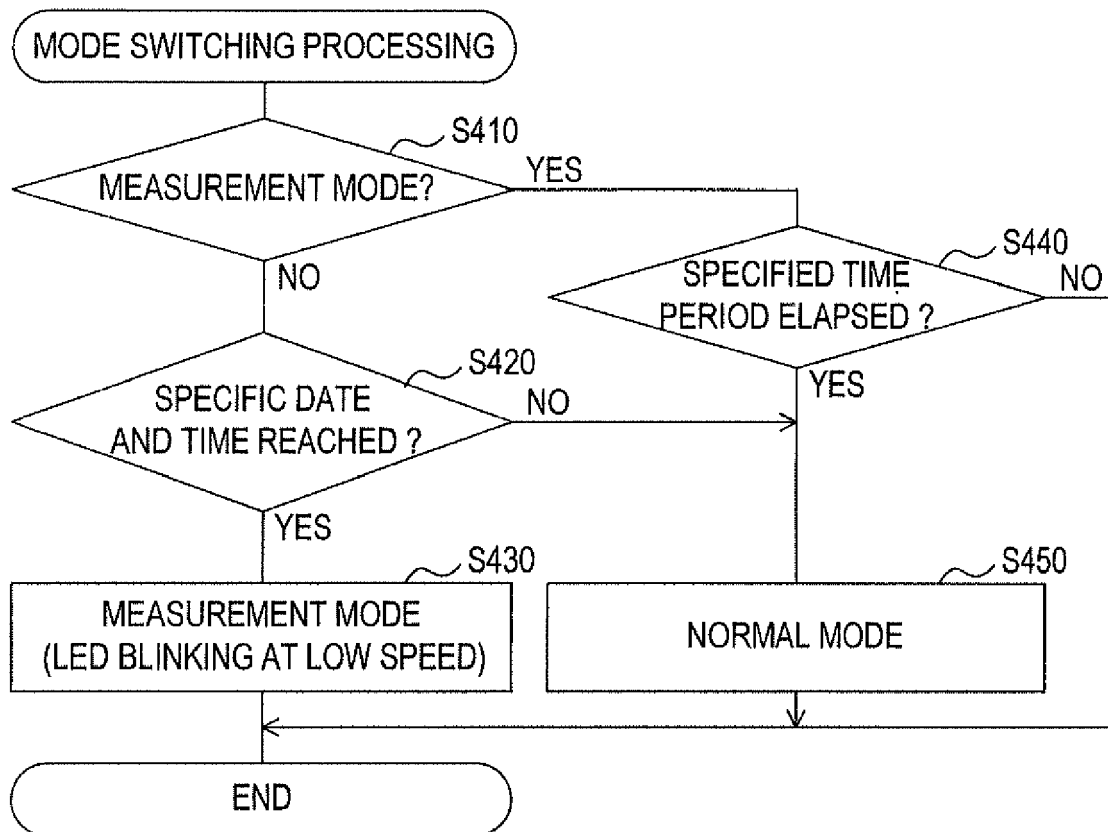 MODE SWITCHING PROCESSING
S410
MEASUREMENT MODE?
YES
NO
S440
SPECIFIED TIME
PERIOD ELAPSED ?
NO
YES
S420
SPECIFIC DATE
AND TIME REACHED ?
NO
YES
S430
MEASUREMENT MODE
(LED BLINKING AT LOW SPEED)
S450
NORMAL MODE
END